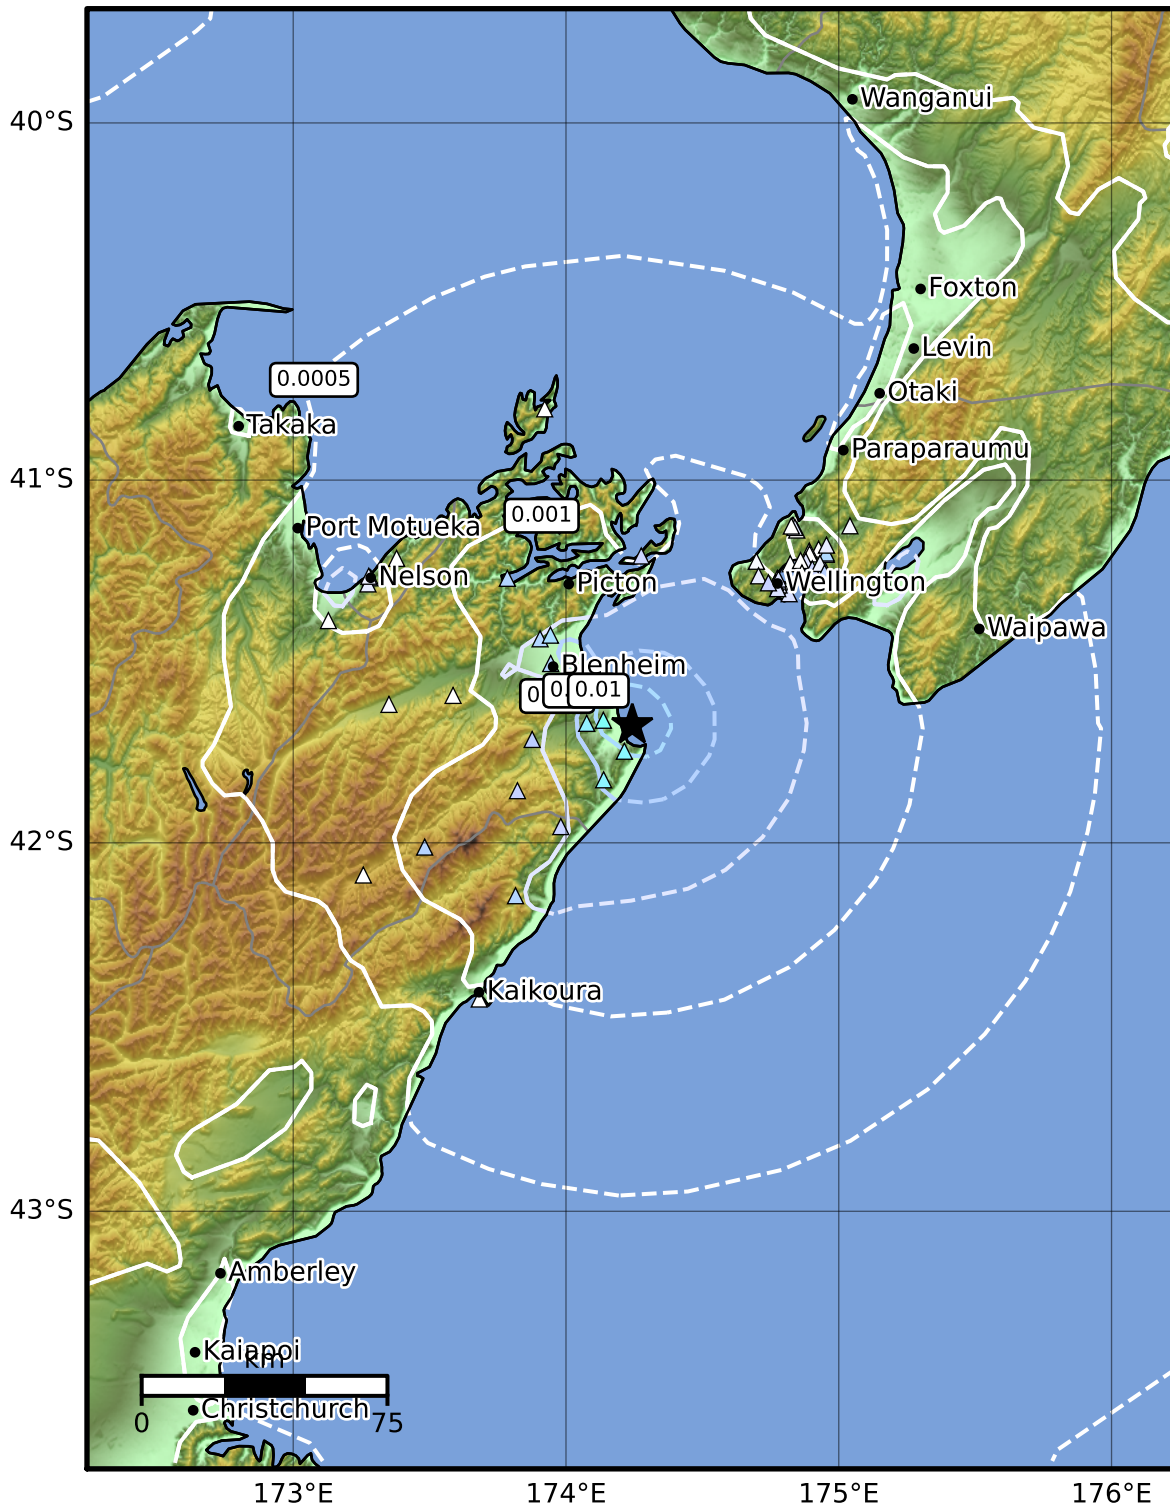 Wanganui
40°S
Foxton
Levin
0.0005
Otaki
Takaka
Paraparaumu
41°S
0.001
Port Motueka
Nelson
Picton
Wellington
Waipawa
Blenheim
0.01
42°S
Kaikoura
43°S
Amberley
Kaiapoi
km
Christchurch
0 75
173°E 174°E 175°E 176°E